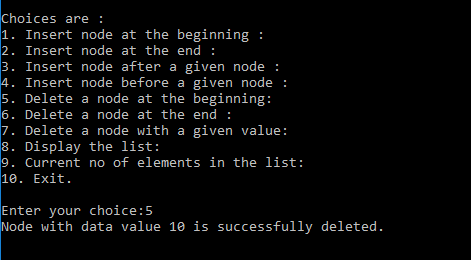 Choices are :
1. Insert node at the beginning :
2. Insert node at the end :
3. Insert node after a given node :
4. Insert node before a given node :
5. Delete a node at the beginning:
6. Delete a node at the end :
7. Delete a node with a given value:
8. Display the list:
9. Current no of elements in the list:
10. Exit.
Enter your choice:5
Node with data value 10 is successfully deleted.